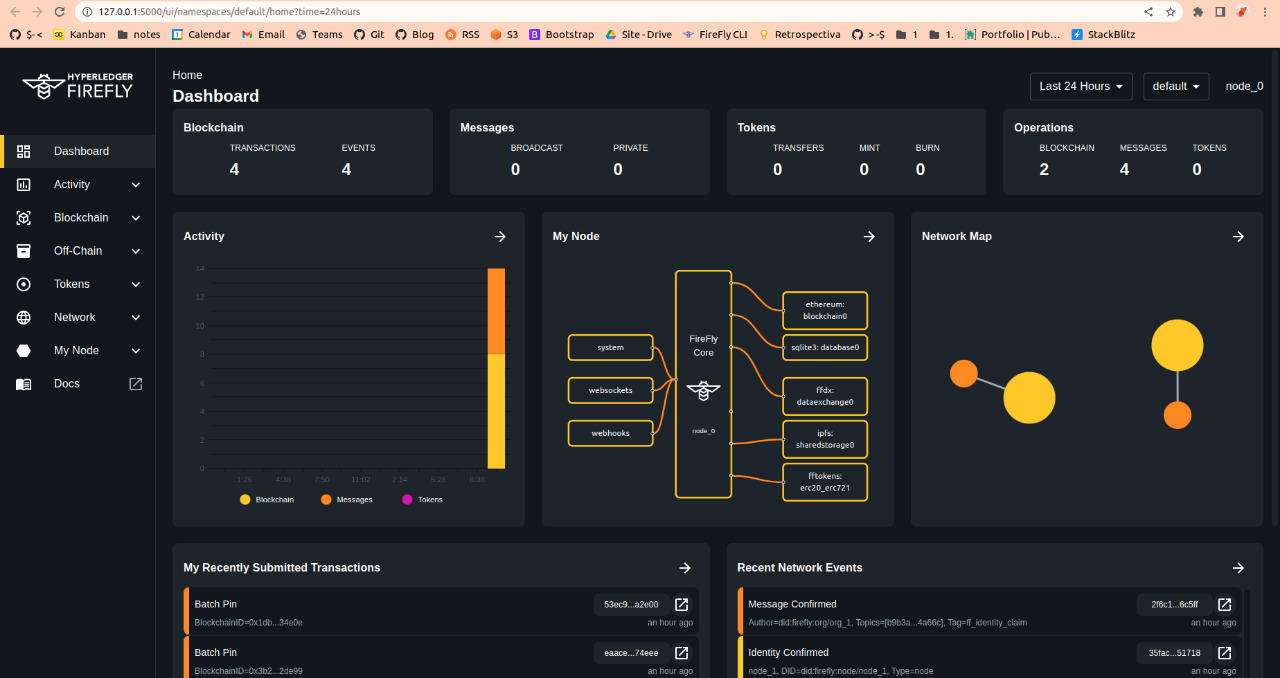 127.0.0.1:5000/ui/namespaces/default/home?time=24hours
$-< Kanban notes Calendar Email Teams Git Blog RSS S3 Bootstrap Site-Drive FireFly CLI Retrospectiva >-$ 1 1. Portfolio | Pub... StackBlitz
HYPERLEDGER
FIREFLY
Home
Dashboard
Last 24 Hours default node_0
Dashboard
Activity
Blockchain
Off-Chain
Tokens
Network
My Node
Docs
Blockchain
TRANSACTIONS EVENTS
4 4
Messages
BROADCAST PRIVATE
0 0
Tokens
TRANSFERS MINT BURN
0 0 0
Operations
BLOCKCHAIN MESSAGES TOKENS
2 4 0
Activity
14
12
10
8
6
4
2
0
1:26 4:38 7:50 11:02 2:14 5:26 8:38
Blockchain Messages Tokens
My Node
system
websockets
webhooks
FireFly
Core
node_0
ethereum:
blockchain0
sqlite3: database0
ffdx:
dataexchange0
ipfs:
sharedstorage0
fftokens:
erc20_erc721
Network Map
My Recently Submitted Transactions
Batch Pin 53ec9...a2e00
BlockchainID=0x1db...34e0e an hour ago
Batch Pin eaace...74eee
BlockchainID=0x3b2...2de99 an hour ago
Recent Network Events
Message Confirmed 2f6c1...6c5ff
Author=did:firefly:org/org_1, Topics=[b9b3a...4a66c], Tag=ff_identity_claim an hour ago
Identity Confirmed 35fac...51718
node_1, DID=did:firefly:node/node_1, Type=node an hour ago